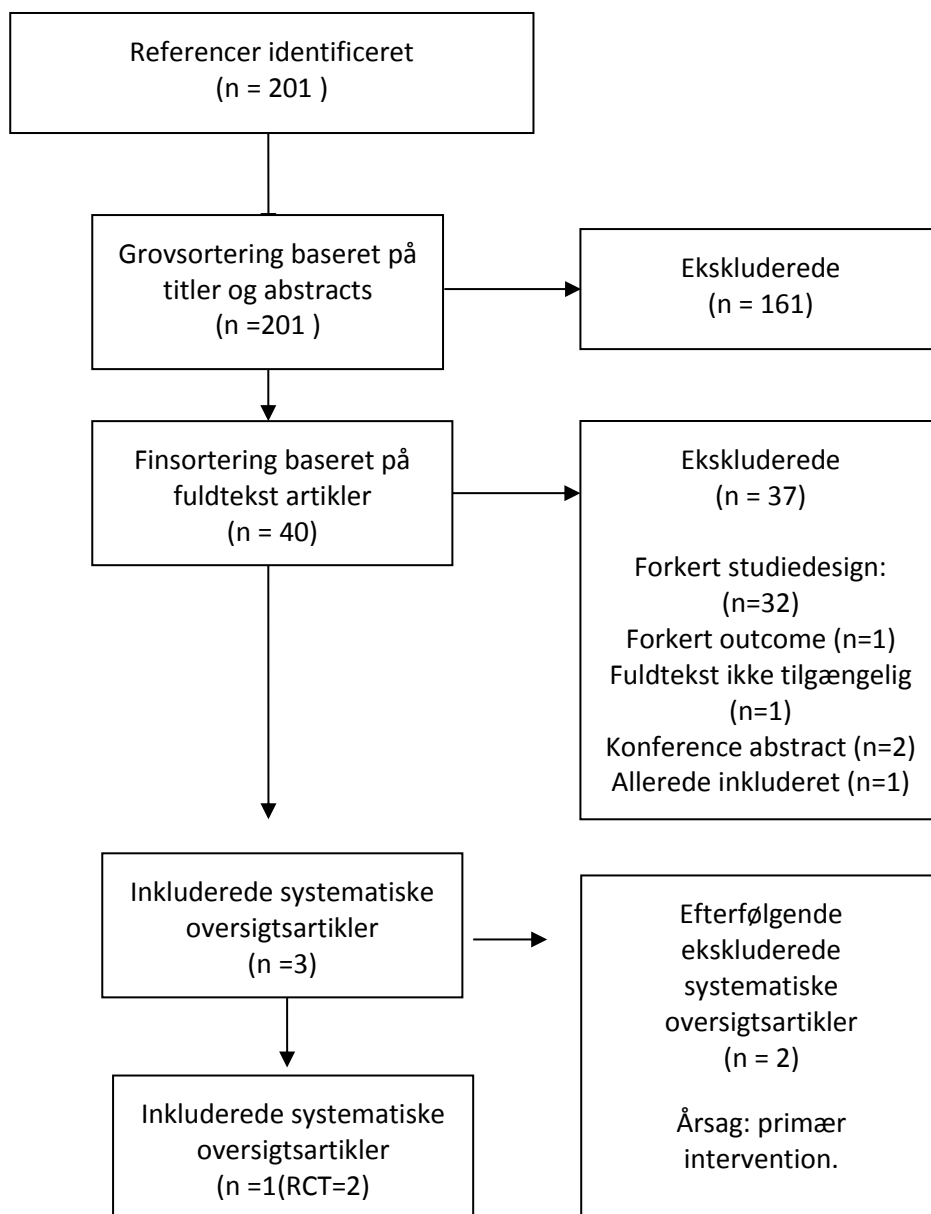 Referencer identificeret
(n = 201 )
Grovsortering baseret på
titler og abstracts
(n =201 )
Ekskluderede
(n = 161)
Finsortering baseret på
fuldtekst artikler
(n = 40)
Ekskluderede
(n = 37)
Forkert studiedesign:
(n=32)
Forkert outcome (n=1)
Fuldtekst ikke tilgængelig
(n=1)
Konference abstract (n=2)
Allerede inkluderet (n=1)
Inkluderede systematiske
oversigtsartikler
(n =3)
Efterfølgende
ekskluderede
systematiske
oversigtsartikler
(n = 2)
Årsag: primær
intervention.
Inkluderede systematiske
oversigtsartikler
(n =1(RCT=2)